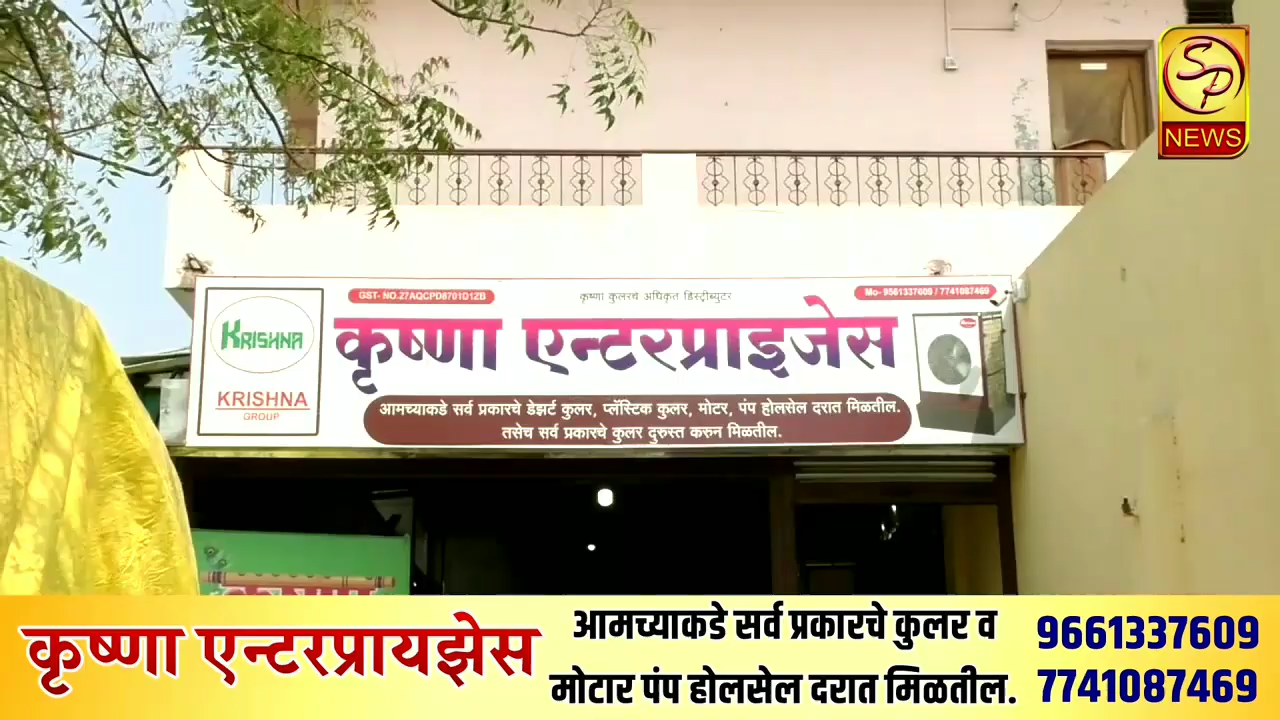 SP
NEWS
GST- NO.27AQCPD8701D1ZB
कृष्णा कुलरचे अधिकृत डिस्ट्रीब्युटर
Mo- 9561337609 / 7741087469
KRISHNA
KRISHNA
GROUP
कृष्णा एन्टरप्राइजेस
आमच्याकडे सर्व प्रकारचे डेझर्ट कुलर, प्लॅस्टिक कुलर, मोटर, पंप होलसेल दरात मिळतील.
तसेच सर्व प्रकारचे कुलर दुरुस्त करुन मिळतील.
कृष्णा एन्टरप्रायझेस
आमच्याकडे सर्व प्रकारचे कुलर व
मोटार पंप होलसेल दरात मिळतील.
9661337609
7741087469